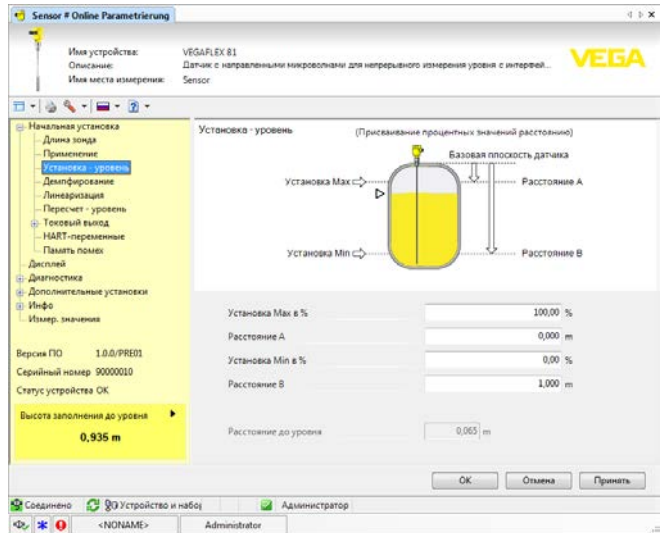 Sensor # Online Parametrierung
Имя устройства: VEGAFLEX 81
Описание: Датчик с направленными микроволнами для непрерывного измерения уровня с интерфей...
Имя места измерения: Sensor
VEGA
Начальная установка
Длина зонда
Применение
Установка - уровень
Демпфирование
Линеаризация
Пересчет - уровень
Токовый выход
HART-переменные
Память помех
Дисплей
Диагностика
Дополнительные установки
Инфо
Измер. значения
Версия ПО 1.0.0/PRE01
Серийный номер 90000010
Статус устройства OK
Высота заполнения до уровня
0,935 m
Установка - уровень (Присваивание процентных значений расстоянию)
Базовая плоскость датчика
Установка Max Расстояние A
Установка Min Расстояние B
Установка Max в % 100,00 %
Расстояние A 0,000 m
Установка Min в % 0,00 %
Расстояние B 1,000 m
Расстояние до уровня 0,065 m
OK Отмена Принять
Соединено Устройство и набо Администратор
<NONAME> Administrator